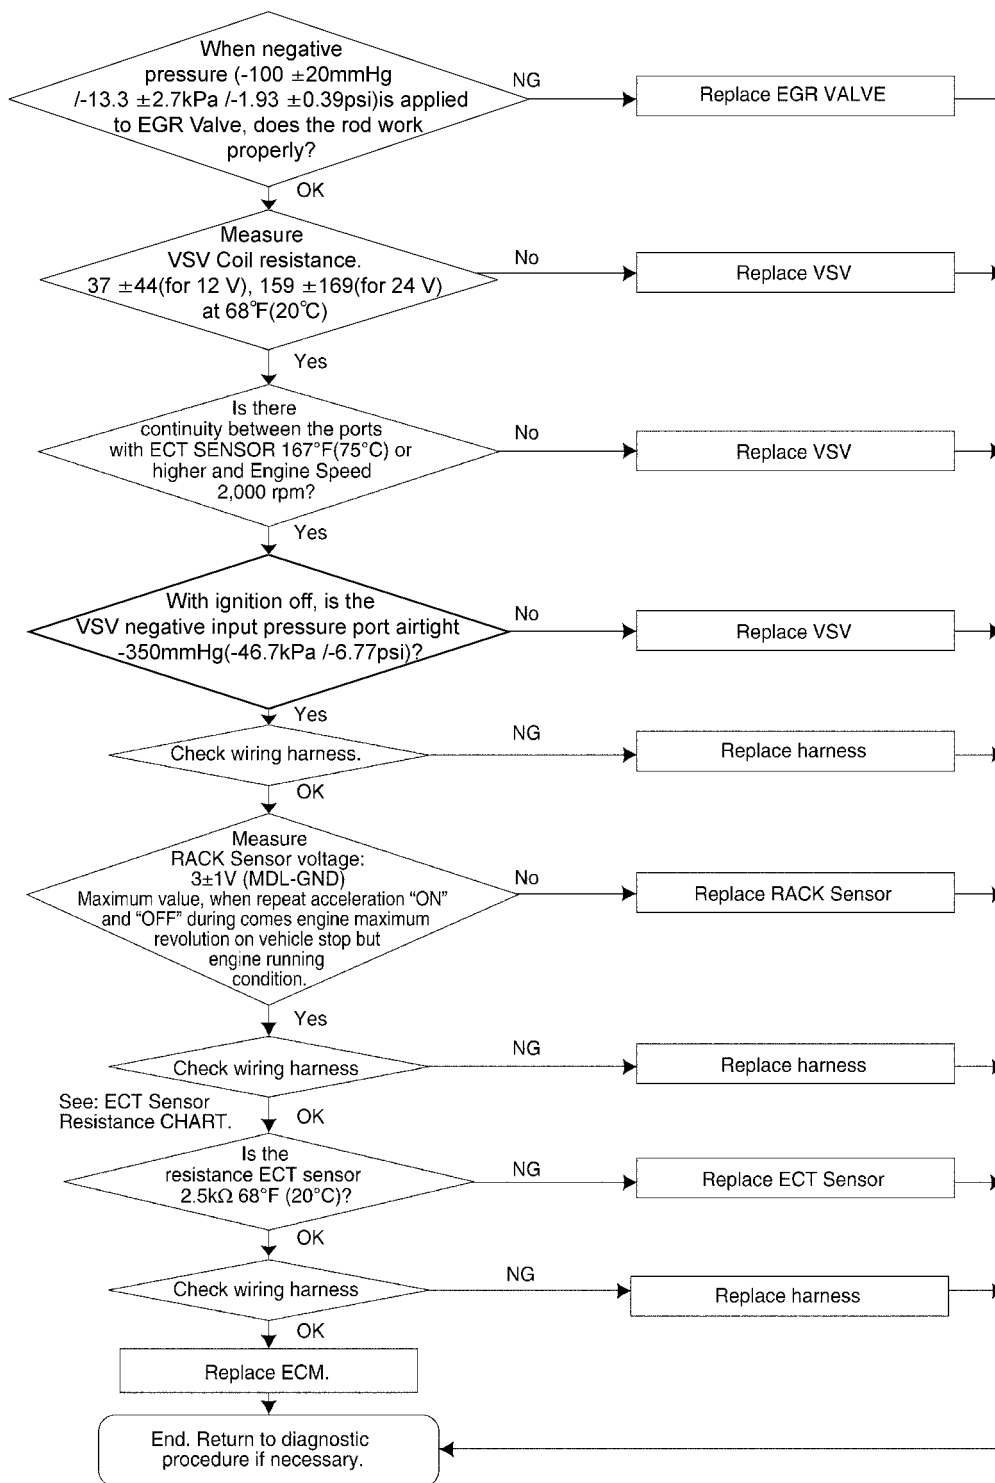 When negative
pressure (-100 ±20mmHg
/-13.3 ±2.7kPa /-1.93 ±0.39psi)is applied
to EGR Valve, does the rod work
properly?
NG
Replace EGR VALVE
OK
Measure
VSV Coil resistance.
37 ±44(for 12 V), 159 ±169(for 24 V)
at 68°F(20°C)
No
Replace VSV
Yes
Is there
continuity between the ports
with ECT SENSOR 167°F(75°C) or
higher and Engine Speed
2,000 rpm?
No
Replace VSV
Yes
With ignition off, is the
VSV negative input pressure port airtight
-350mmHg(-46.7kPa /-6.77psi)?
No
Replace VSV
Yes
Check wiring harness.
NG
Replace harness
OK
Measure
RACK Sensor voltage:
3±1V (MDL-GND)
Maximum value, when repeat acceleration “ON”
and “OFF” during comes engine maximum
revolution on vehicle stop but
engine running
condition.
No
Replace RACK Sensor
Yes
Check wiring harness
NG
Replace harness
See: ECT Sensor
Resistance CHART.
OK
Is the
resistance ECT sensor
2.5kΩ 68°F (20°C)?
NG
Replace ECT Sensor
OK
Check wiring harness
NG
Replace harness
OK
Replace ECM.
End. Return to diagnostic
procedure if necessary.